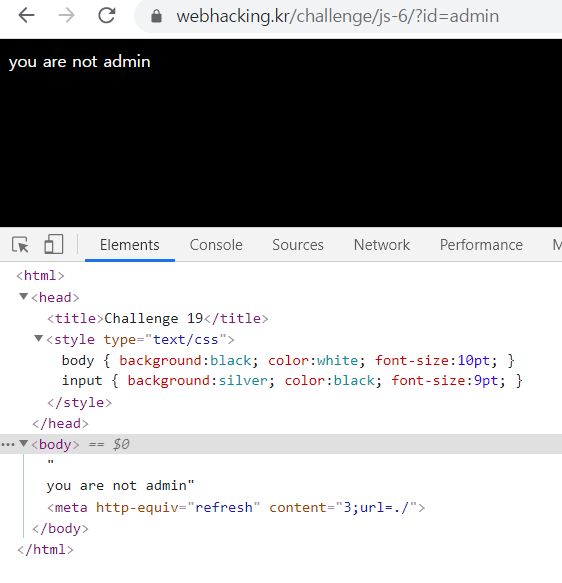 webhacking.kr/challenge/js-6/?id=admin
you are not admin
Elements Console Sources Network Performance M
<html>
<head>
<title>Challenge 19</title>
<style type="text/css">
body { background:black; color:white; font-size:10pt; }
input { background:silver; color:black; font-size:9pt; }
</style>
</head>
<body> == $0
"
you are not admin"
<meta http-equiv="refresh" content="3;url=./">
</body>
</html>